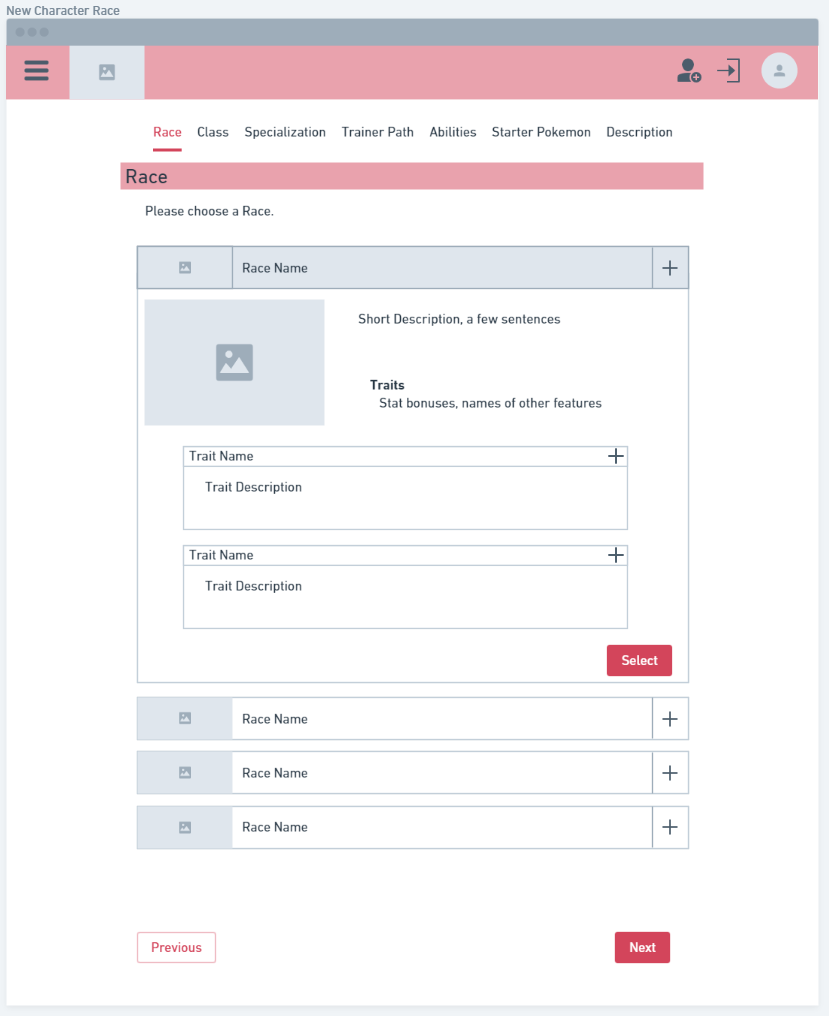 New Character Race
Race Class Specialization Trainer Path Abilities Starter Pokemon Description
Race
Please choose a Race.
Race Name
Short Description, a few sentences
Traits
Stat bonuses, names of other features
Trait Name
Trait Description
Trait Name
Trait Description
Select
Race Name
Race Name
Race Name
Previous Next